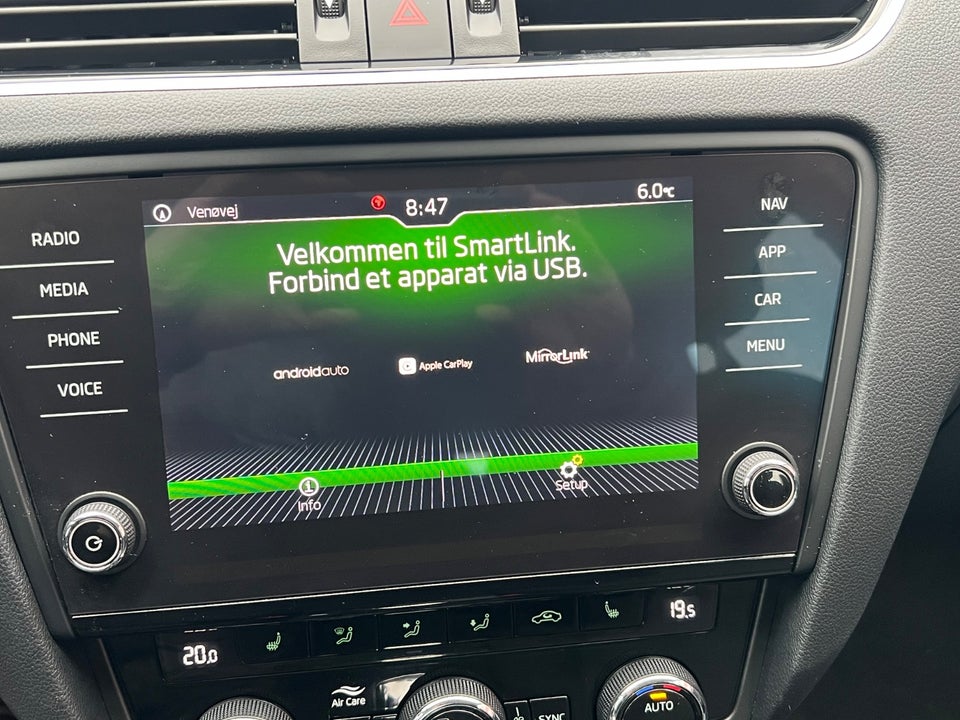 Venøvej
8:47
6.0°C
Velkommen til SmartLink.
Forbind et apparat via USB.
androidauto
Apple CarPlay
MirrorLink
Info
Setup
RADIO
MEDIA
PHONE
VOICE
NAV
APP
CAR
MENU
20.0
19.5
Air Care
SYNC
AUTO